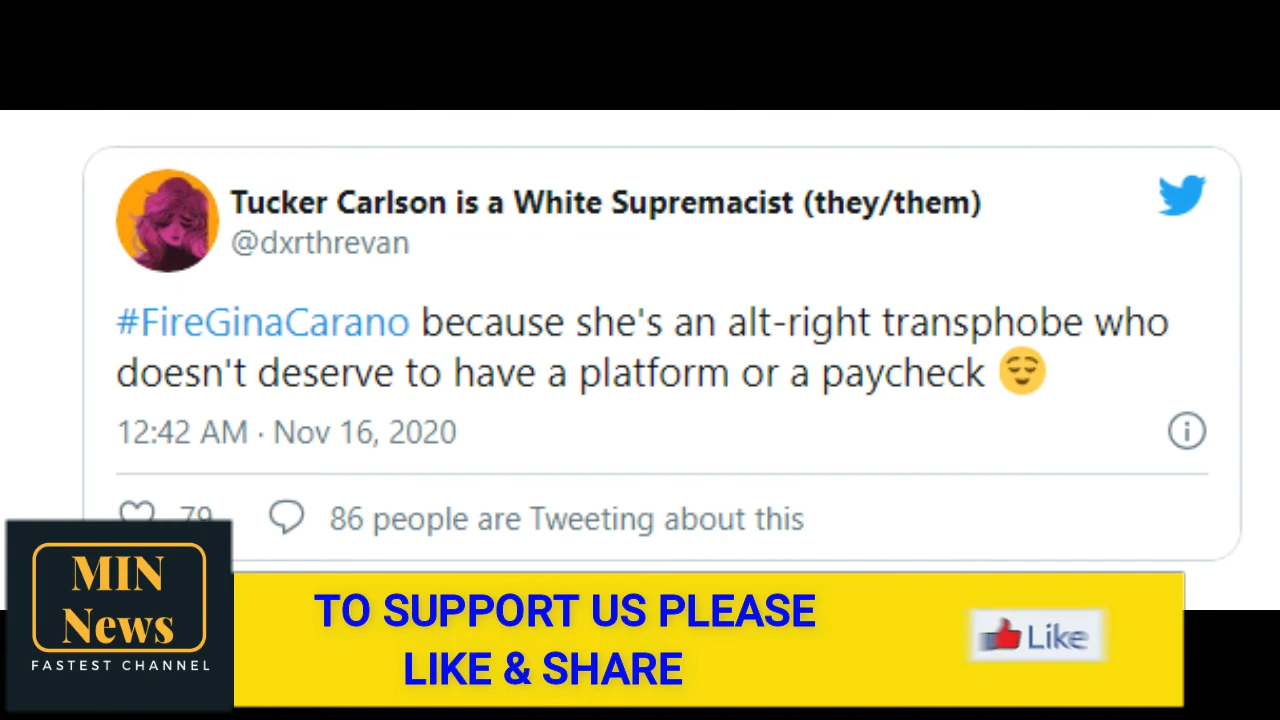 Tucker Carlson is a White Supremacist (they/them)
@dxrthrevan
#FireGinaCarano because she's an alt-right transphobe who
doesn't deserve to have a platform or a paycheck 😌
12:42 AM · Nov 16, 2020
79 86 people are Tweeting about this
MIN
News
FASTEST CHANNEL
TO SUPPORT US PLEASE
LIKE & SHARE
Like